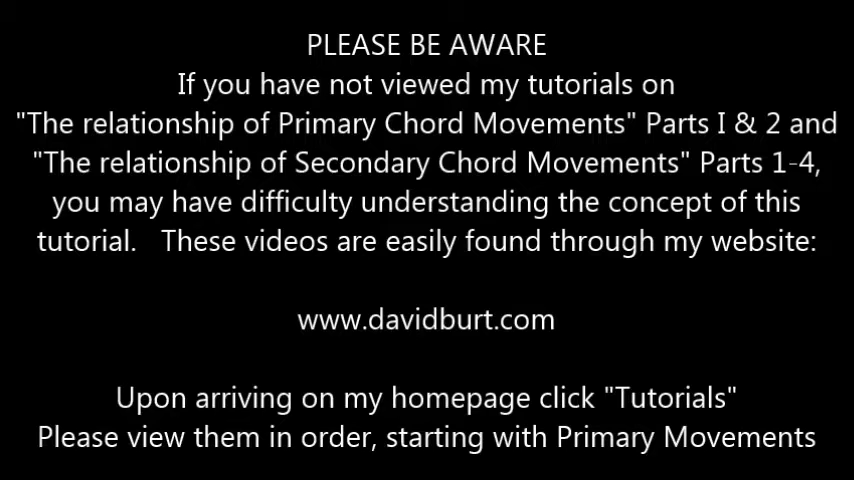 PLEASE BE AWARE
If you have not viewed my tutorials on
"The relationship of Primary Chord Movements" Parts I & 2 and
"The relationship of Secondary Chord Movements" Parts 1-4,
you may have difficulty understanding the concept of this
tutorial.   These videos are easily found through my website:
www.davidburt.com
Upon arriving on my homepage click "Tutorials"
Please view them in order, starting with Primary Movements